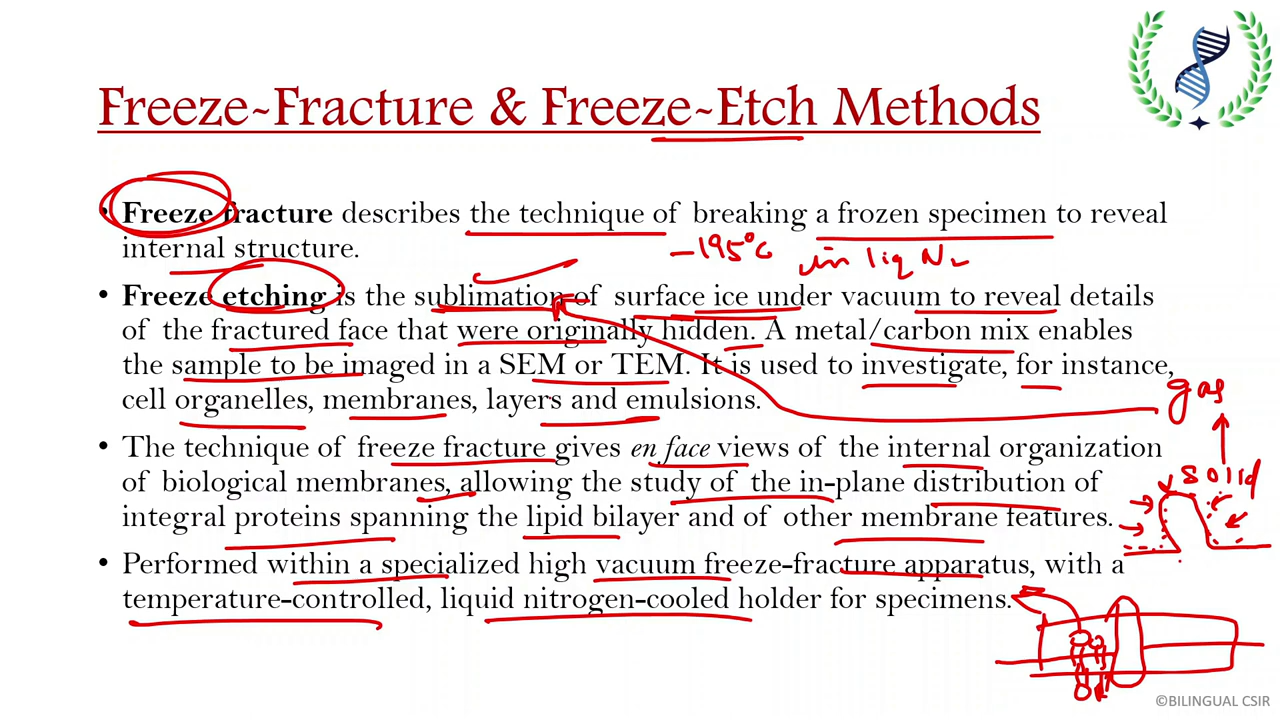 Freeze-Fracture & Freeze-Etch Methods
• Freeze fracture describes the technique of breaking a frozen specimen to reveal
internal structure.
-195°C in liq N₂
• Freeze etching is the sublimation of surface ice under vacuum to reveal details
of the fractured face that were originally hidden. A metal/carbon mix enables
the sample to be imaged in a SEM or TEM. It is used to investigate, for instance,
cell organelles, membranes, layers and emulsions.
gas
• The technique of freeze fracture gives en face views of the internal organization
of biological membranes, allowing the study of the in-plane distribution of
solid
integral proteins spanning the lipid bilayer and of other membrane features.
• Performed within a specialized high vacuum freeze-fracture apparatus, with a
temperature-controlled, liquid nitrogen-cooled holder for specimens.
©BILINGUAL CSIR